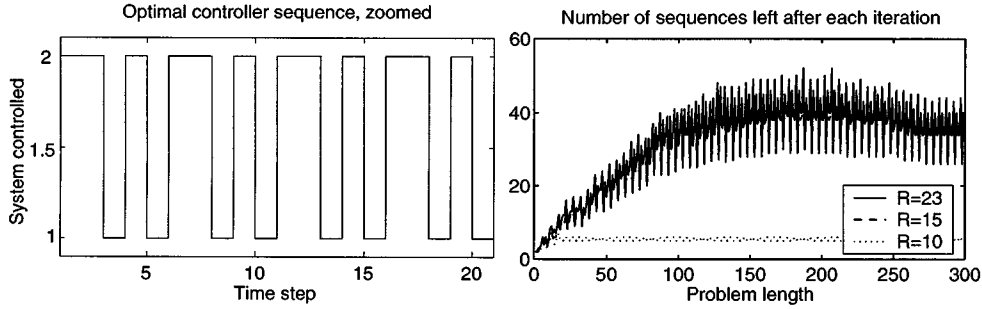 Optimal controller sequence, zoomed
2
1.5
1
System controlled
5
10
15
20
Time step
Number of sequences left after each iteration
60
40
20
0
0
50
100
150
200
250
300
Problem length
R=23
R=15
R=10